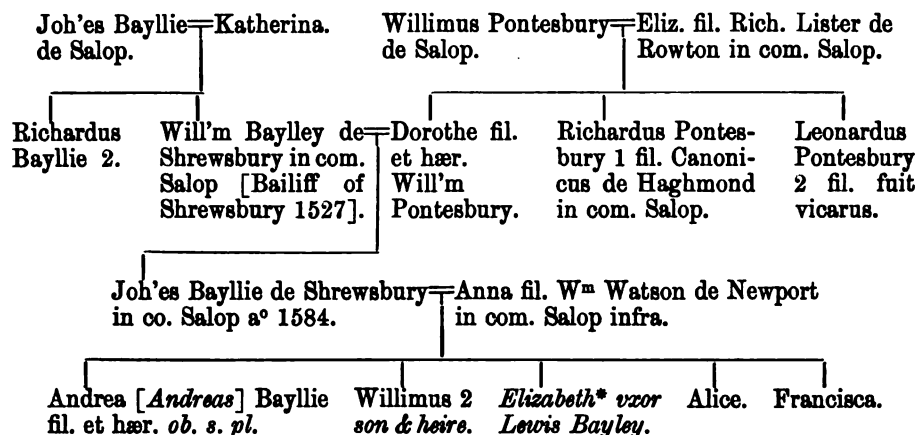 Joh'es Bayllie=Katherina.
de Salop.
Willimus Pontesbury=Eliz. fil. Rich. Lister de
de Salop.
Rowton in com. Salop.
Richardus
Bayllie 2.
Will'm Baylley de
Shrewsbury in com.
Salop [Bailiff of
Shrewsbury 1527].
=Dorothe fil.
et hær.
Will'm
Pontesbury.
Richardus Pontes-
bury 1 fil. Canoni-
cus de Haghmond
in com. Salop.
Leonardus
Pontesbury
2 fil. fuit
vicarus.
Joh'es Bayllie de Shrewsbury=Anna fil. Wᵐ Watson de Newport
in co. Salop aº 1584.
in com. Salop infra.
Andrea [Andreas] Bayllie
fil. et hær. ob. s. pl.
Willimus 2
son & heire.
Elizabeth* vxor
Lewis Bayley.
Alice.
Francisca.